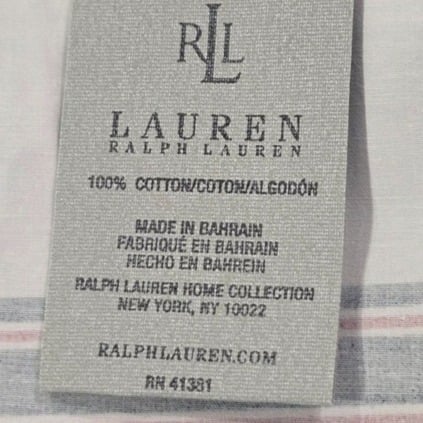 RLL
LAUREN
RALPH LAUREN
100% COTTON/COTON/ALGODÓN
MADE IN BAHRAIN
FABRIQUÉ EN BAHRAIN
HECHO EN BAHREIN
RALPH LAUREN HOME COLLECTION
NEW YORK, NY 10022
RALPHLAUREN.COM
RN 41381